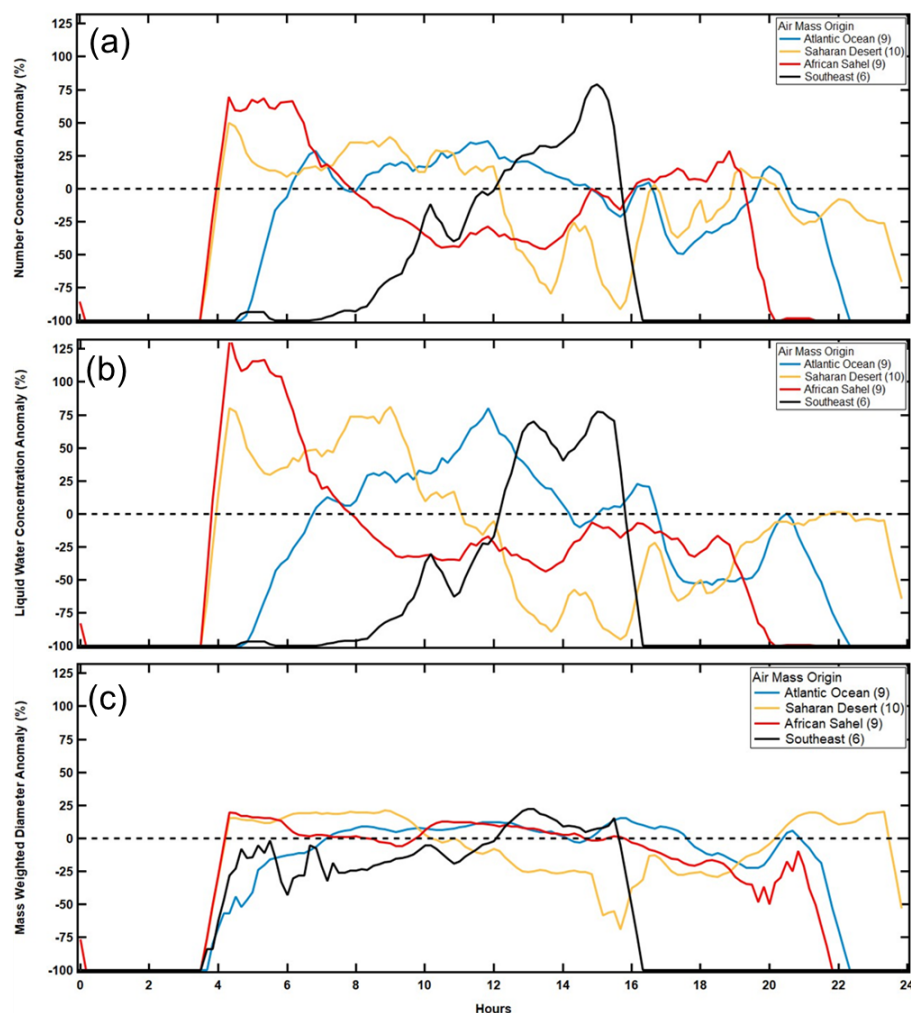 (a)
Number Concentration Anomaly (%)
125
100
75
50
25
0
-25
-50
-75
-100
Air Mass Origin
Atlantic Ocean (9)
Saharan Desert (10)
African Sahel (9)
Southeast (6)
(b)
Liquid Water Concentration Anomaly (%)
125
100
75
50
25
0
-25
-50
-75
-100
Air Mass Origin
Atlantic Ocean (9)
Saharan Desert (10)
African Sahel (9)
Southeast (6)
(c)
Mass Weighted Diameter Anomaly (%)
125
100
75
50
25
0
-25
-50
-75
-100
Air Mass Origin
Atlantic Ocean (9)
Saharan Desert (10)
African Sahel (9)
Southeast (6)
0 2 4 6 8 10 12 14 16 18 20 22 24
Hours